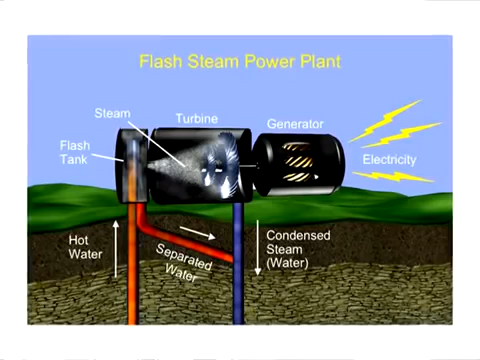 Flash Steam Power Plant
Steam
Turbine
Generator
Flash
Tank
Electricity
Hot
Water
Separated
Water
Condensed
Steam
(Water)